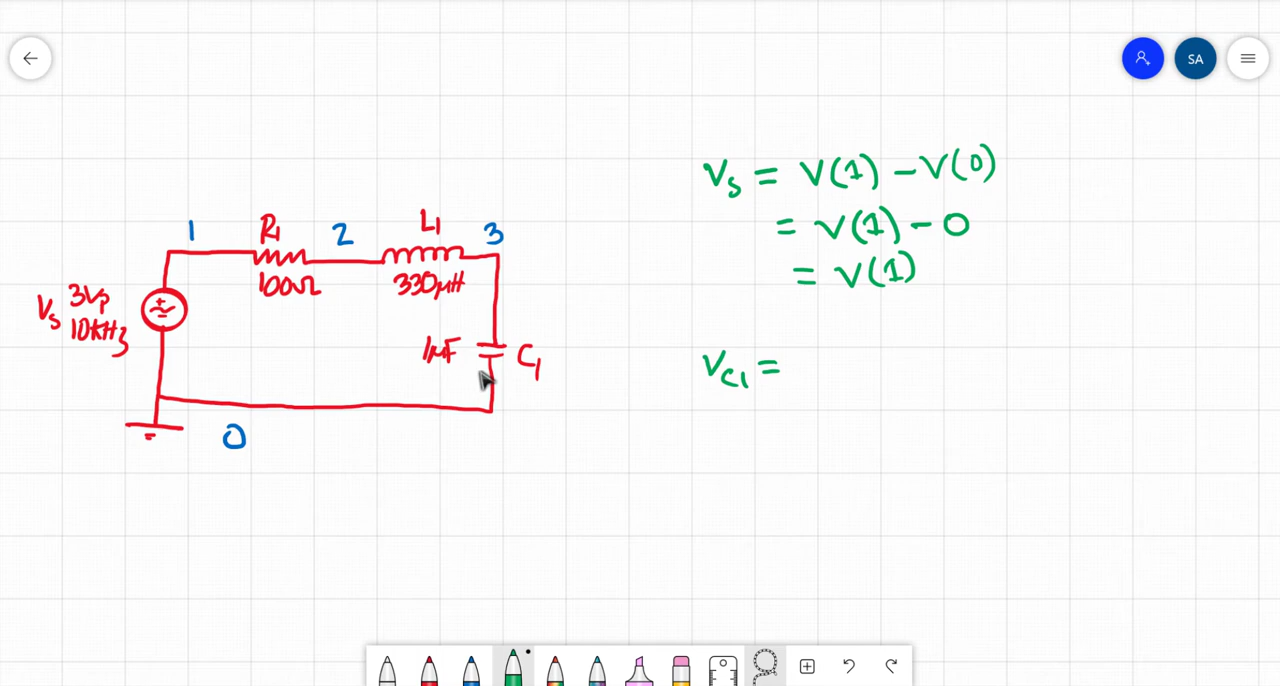 SA
Vs = V(1) - V(0)
= V(1) - 0
= V(1)
1 R1 2 L1 3
100Ω 330μH
Vs 3Vp
10kHz
1μF C1
VC1 =
0